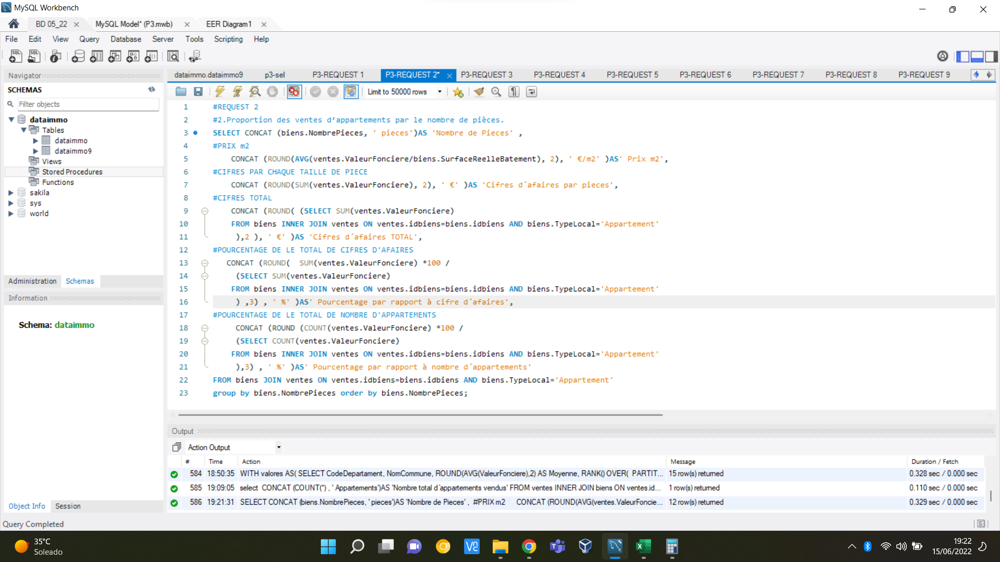 MySQL Workbench
BD 05_22
MySQL Model* (P3.mwb)
EER Diagram1
File Edit View Query Database Server Tools Scripting Help
Navigator
SCHEMAS
Filter objects
dataimmo
Tables
dataimmo
dataimmo9
Views
Stored Procedures
Functions
sakila
sys
world
Administration Schemas
Information
Schema: dataimmo
Object Info Session
Query Completed
dataimmo.dataimmo9 p3-sel P3-REQUEST 1 P3-REQUEST 2* P3-REQUEST 3 P3-REQUEST 4 P3-REQUEST 5 P3-REQUEST 6 P3-REQUEST 7 P3-REQUEST 8 P3-REQUEST 9
Limit to 50000 rows
1 #REQUEST 2
2 #2.Proportion des ventes d’appartements par le nombre de pièces.
3 SELECT CONCAT (biens.NombrePieces, ' pieces')AS 'Nombre de Pieces' ,
4 #PRIX m2
5 CONCAT (ROUND(AVG(ventes.ValeurFonciere/biens.SurfaceReelleBatement), 2), ' €/m2' )AS' Prix m2',
6 #CIFRES PAR CHAQUE TAILLE DE PIECE
7 CONCAT (ROUND(SUM(ventes.ValeurFonciere), 2), ' €' )AS 'Cifres d´afaires par pieces',
8 #CIFRES TOTAL
9 CONCAT (ROUND( (SELECT SUM(ventes.ValeurFonciere)
10 FROM biens INNER JOIN ventes ON ventes.idbiens=biens.idbiens AND biens.TypeLocal='Appartement'
11 ),2 ), ' €' )AS 'Cifres d´afaires TOTAL',
12 #POURCENTAGE DE LE TOTAL DE CIFRES D'AFAIRES
13 CONCAT (ROUND( SUM(ventes.ValeurFonciere) *100 /
14 (SELECT SUM(ventes.ValeurFonciere)
15 FROM biens INNER JOIN ventes ON ventes.idbiens=biens.idbiens AND biens.TypeLocal='Appartement'
16 ) ,3) , ' %' )AS' Pourcentage par rapport à cifre d´afaires',
17 #POURCENTAGE DE LE TOTAL DE NOMBRE D'APPARTEMENTS
18 CONCAT (ROUND (COUNT(ventes.ValeurFonciere) *100 /
19 (SELECT COUNT(ventes.ValeurFonciere)
20 FROM biens INNER JOIN ventes ON ventes.idbiens=biens.idbiens AND biens.TypeLocal='Appartement'
21 ),3) , ' %' )AS' Pourcentage par rapport à nombre d´appartements'
22 FROM biens JOIN ventes ON ventes.idbiens=biens.idbiens AND biens.TypeLocal='Appartement'
23 group by biens.NombrePieces order by biens.NombrePieces;
Output
Action Output
# Time Action Message Duration / Fetch
584 18:50:35 WITH valores AS( SELECT CodeDepartament, NomCommune, ROUND(AVG(ValeurFonciere),2) AS Moyenne, RANK() OVER( PARTIT... 15 row(s) returned 0.328 sec / 0.000 sec
585 19:09:05 select CONCAT (COUNT(*) , ' Appartements')AS 'Nombre total d´appartements vendus' FROM ventes INNER JOIN biens ON ventes.id... 1 row(s) returned 0.110 sec / 0.000 sec
586 19:21:31 SELECT CONCAT (biens.NombrePieces, ' pieces')AS 'Nombre de Pieces' , #PRIX m2 CONCAT (ROUND(AVG(ventes.ValeurFoncie... 12 row(s) returned 0.329 sec / 0.000 sec
35°C
Soleado
19:22
15/06/2022